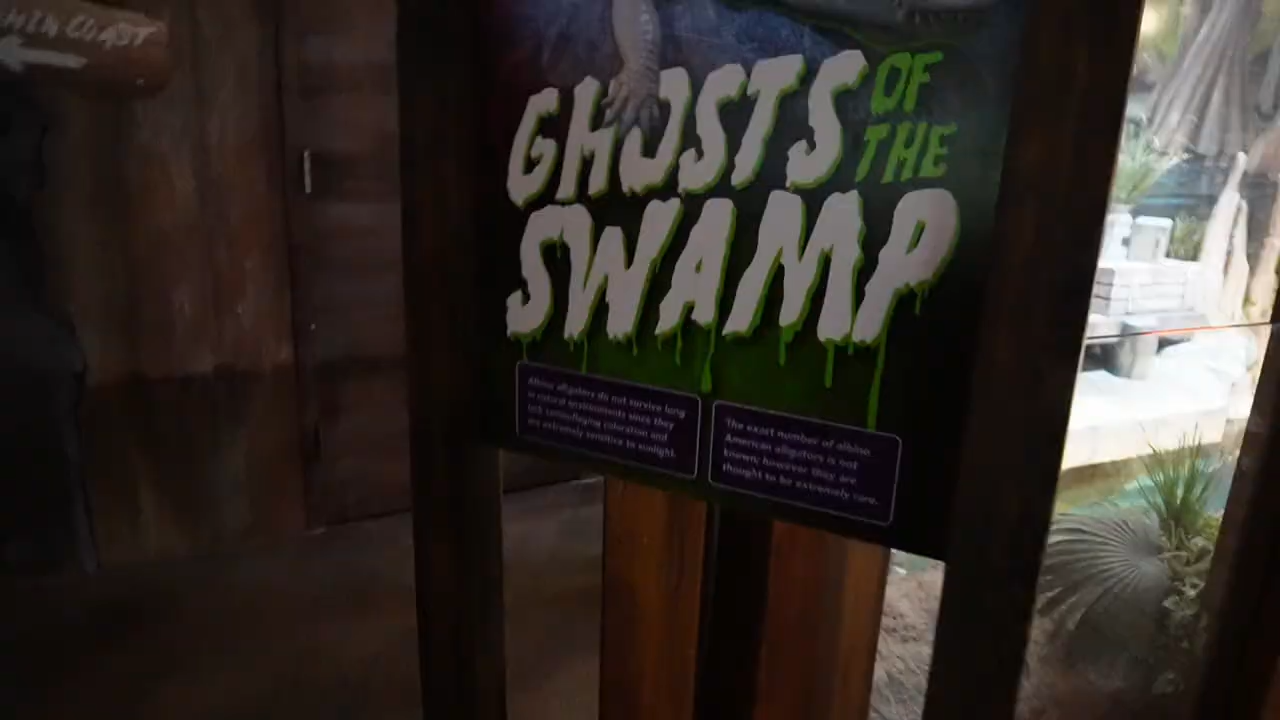 COAST
GHOSTS OF
THE
SWAMP
Albino alligators do not survive long
in natural environments since they
lack camouflaging coloration and
are extremely sensitive to sunlight.
The exact number of albino
American alligators is not
known; however they are
thought to be extremely rare.